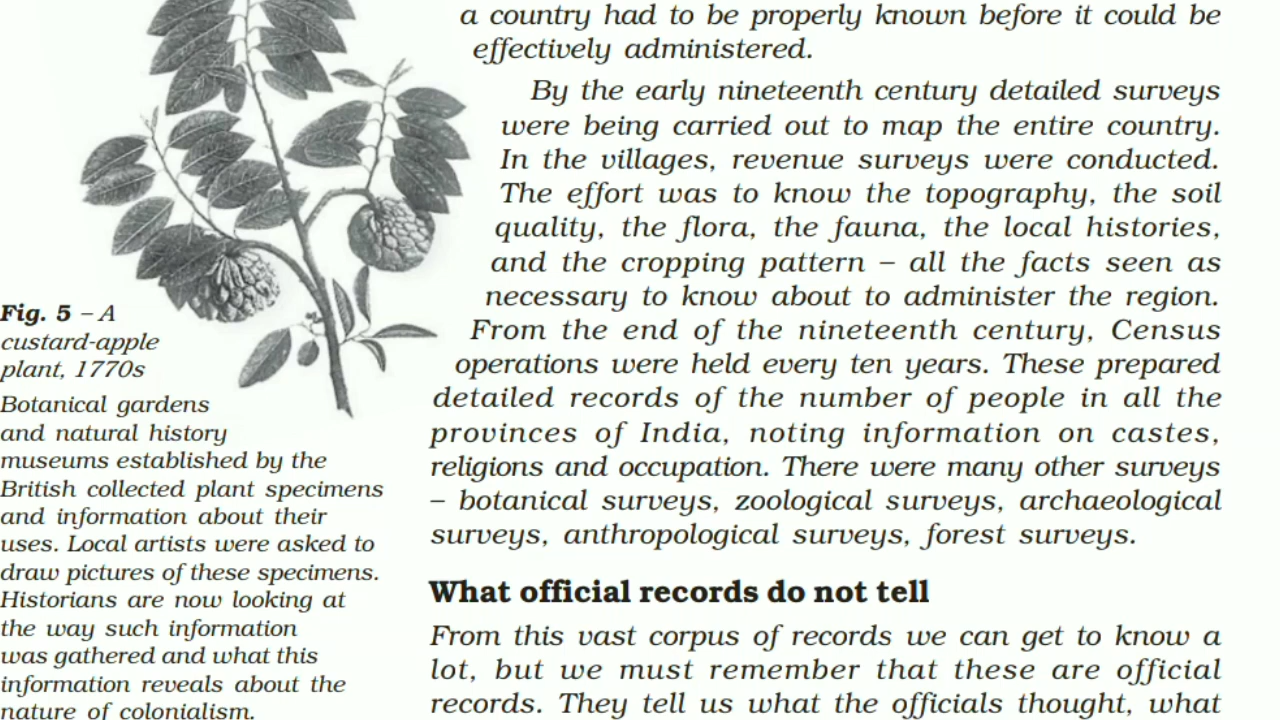 a country had to be properly known before it could be
effectively administered.
By the early nineteenth century detailed surveys
were being carried out to map the entire country.
In the villages, revenue surveys were conducted.
The effort was to know the topography, the soil
quality, the flora, the fauna, the local histories,
and the cropping pattern – all the facts seen as
necessary to know about to administer the region.
From the end of the nineteenth century, Census
operations were held every ten years. These prepared
detailed records of the number of people in all the
provinces of India, noting information on castes,
religions and occupation. There were many other surveys
– botanical surveys, zoological surveys, archaeological
surveys, anthropological surveys, forest surveys.
What official records do not tell
From this vast corpus of records we can get to know a
lot, but we must remember that these are official
records. They tell us what the officials thought, what
Fig. 5 – A
custard-apple
plant, 1770s
Botanical gardens
and natural history
museums established by the
British collected plant specimens
and information about their
uses. Local artists were asked to
draw pictures of these specimens.
Historians are now looking at
the way such information
was gathered and what this
information reveals about the
nature of colonialism.